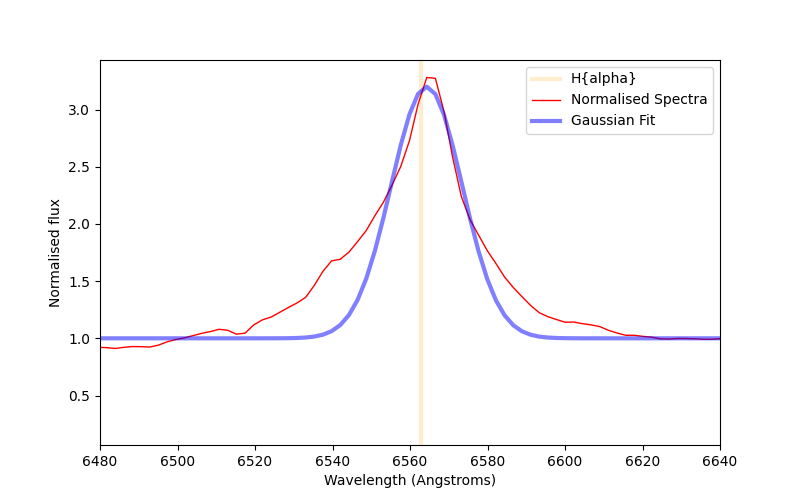 H{alpha}
Normalised Spectra
Gaussian Fit
3.0
2.5
2.0
1.5
1.0
0.5
Normalised flux
6480 6500 6520 6540 6560 6580 6600 6620 6640
Wavelength (Angstroms)